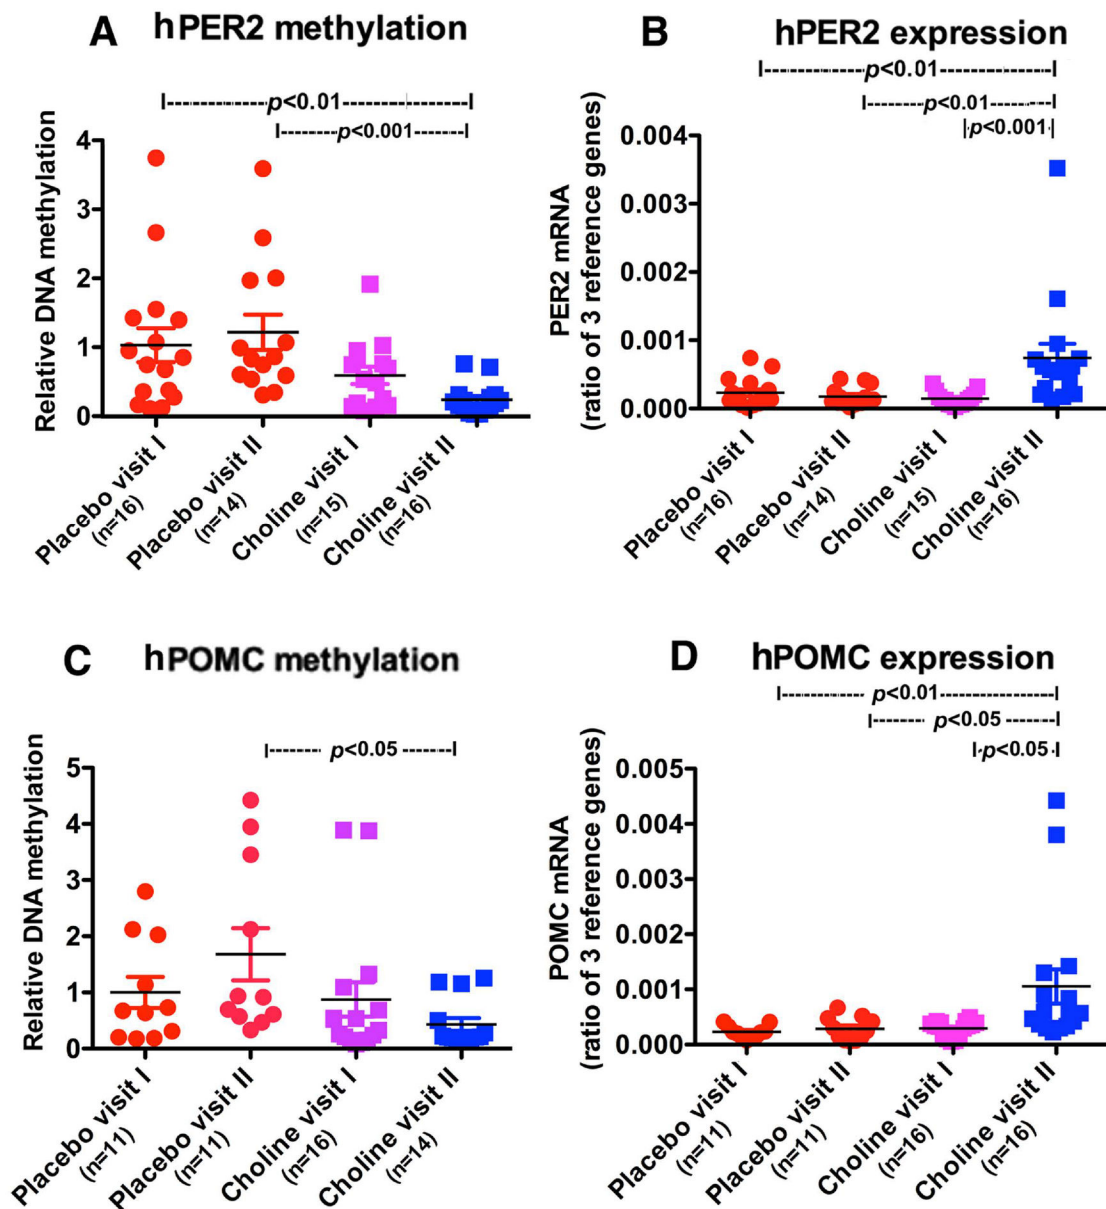 A hPER2 methylation
p<0.01
p<0.001
Relative DNA methylation
4
3
2
1
0
Placebo visit I
(n=16)
Placebo visit II
(n=14)
Choline visit I
(n=15)
Choline visit II
(n=16)
B hPER2 expression
p<0.01
p<0.01
p<0.001
PER2 mRNA
(ratio of 3 reference genes)
0.004
0.003
0.002
0.001
0.000
Placebo visit I
(n=16)
Placebo visit II
(n=14)
Choline visit I
(n=15)
Choline visit II
(n=16)
C hPOMC methylation
p<0.05
Relative DNA methylation
5
4
3
2
1
0
Placebo visit I
(n=11)
Placebo visit II
(n=11)
Choline visit I
(n=16)
Choline visit II
(n=14)
D hPOMC expression
p<0.01
p<0.05
p<0.05
POMC mRNA
(ratio of 3 reference genes)
0.005
0.004
0.003
0.002
0.001
0.000
Placebo visit I
(n=11)
Placebo visit II
(n=11)
Choline visit I
(n=16)
Choline visit II
(n=16)